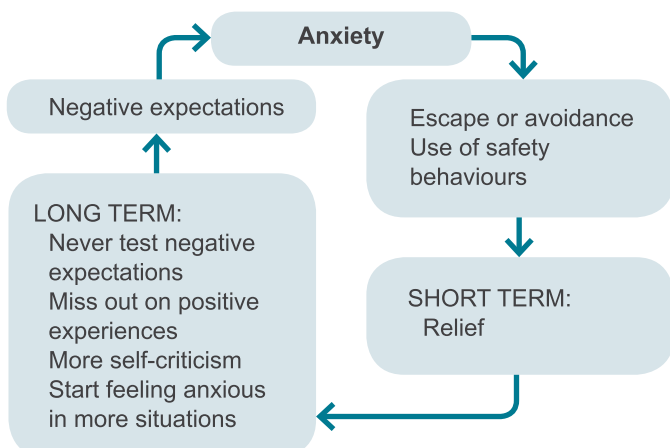 Anxiety
Escape or avoidance
Use of safety
behaviours
SHORT TERM:
Relief
LONG TERM:
Never test negative
expectations
Miss out on positive
experiences
More self-criticism
Start feeling anxious
in more situations
Negative expectations